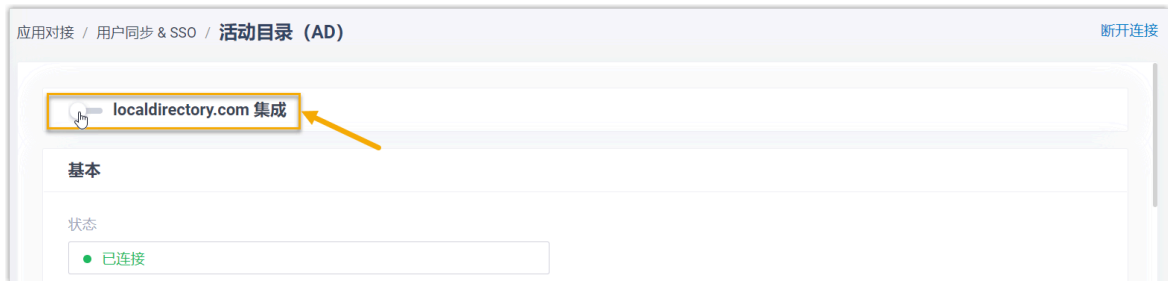 应用对接 / 用户同步 & SSO / 活动目录（AD） 断开连接
localdirectory.com 集成
基本
状态
已连接